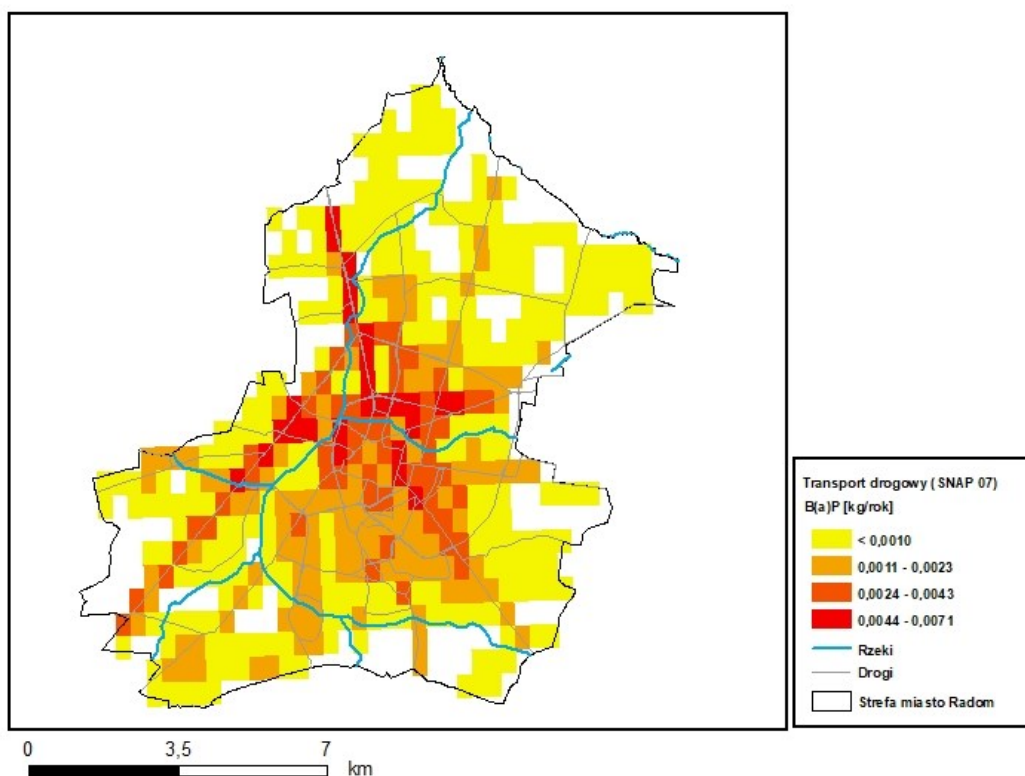 Transport drogowy ( SNAP 07)
B(a)P [kg/rok]
< 0,0010
0,0011 - 0,0023
0,0024 - 0,0043
0,0044 - 0,0071
Rzeki
Drogi
Strefa miasto Radom
0 3,5 7
km